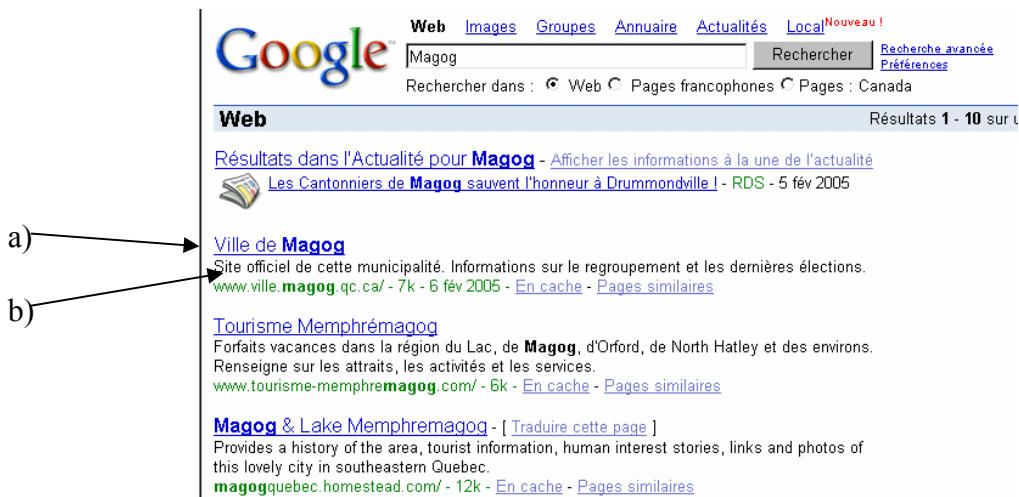 Google™
Web Images Groupes Annuaire Actualités Local Nouveau !
Magog Rechercher Recherche avancée
Préférences
Rechercher dans : Web Pages francophones Pages : Canada
Web Résultats 1 - 10 sur
Résultats dans l'Actualité pour Magog - Afficher les informations à la une de l'actualité
Les Cantonniers de Magog sauvent l'honneur à Drummondville ! - RDS - 5 fév 2005
a)
Ville de Magog
Site officiel de cette municipalité. Informations sur le regroupement et les dernières élections.
b)
www.ville.magog.qc.ca/ - 7k - 6 fév 2005 - En cache - Pages similaires
Tourisme Memphrémagog
Forfaits vacances dans la région du Lac, de Magog, d'Orford, de North Hatley et des environs.
Renseigne sur les attraits, les activités et les services.
www.tourisme-memphremagog.com/ - 6k - En cache - Pages similaires
Magog & Lake Memphremagog - [ Traduire cette page ]
Provides a history of the area, tourist information, human interest stories, links and photos of
this lovely city in southeastern Quebec.
magogquebec.homestead.com/ - 12k - En cache - Pages similaires